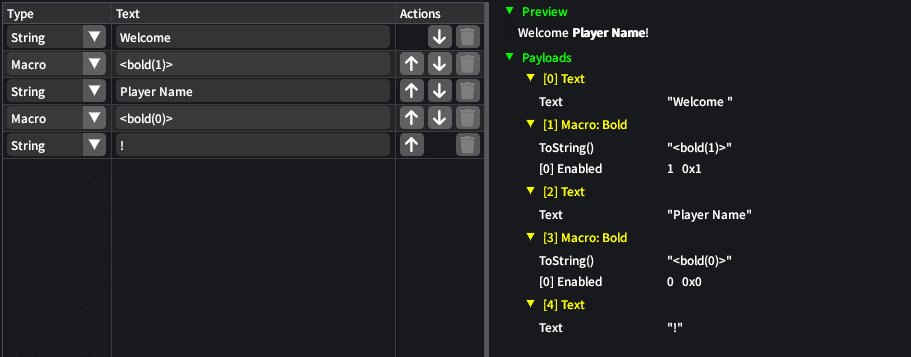 Type Text Actions
String Welcome
Macro <bold(1)>
String Player Name
Macro <bold(0)>
String !
Preview
Welcome Player Name!
Payloads
[0] Text
Text "Welcome "
[1] Macro: Bold
ToString() "<bold(1)>"
[0] Enabled 1 0x1
[2] Text
Text "Player Name"
[3] Macro: Bold
ToString() "<bold(0)>"
[0] Enabled 0 0x0
[4] Text
Text "!"